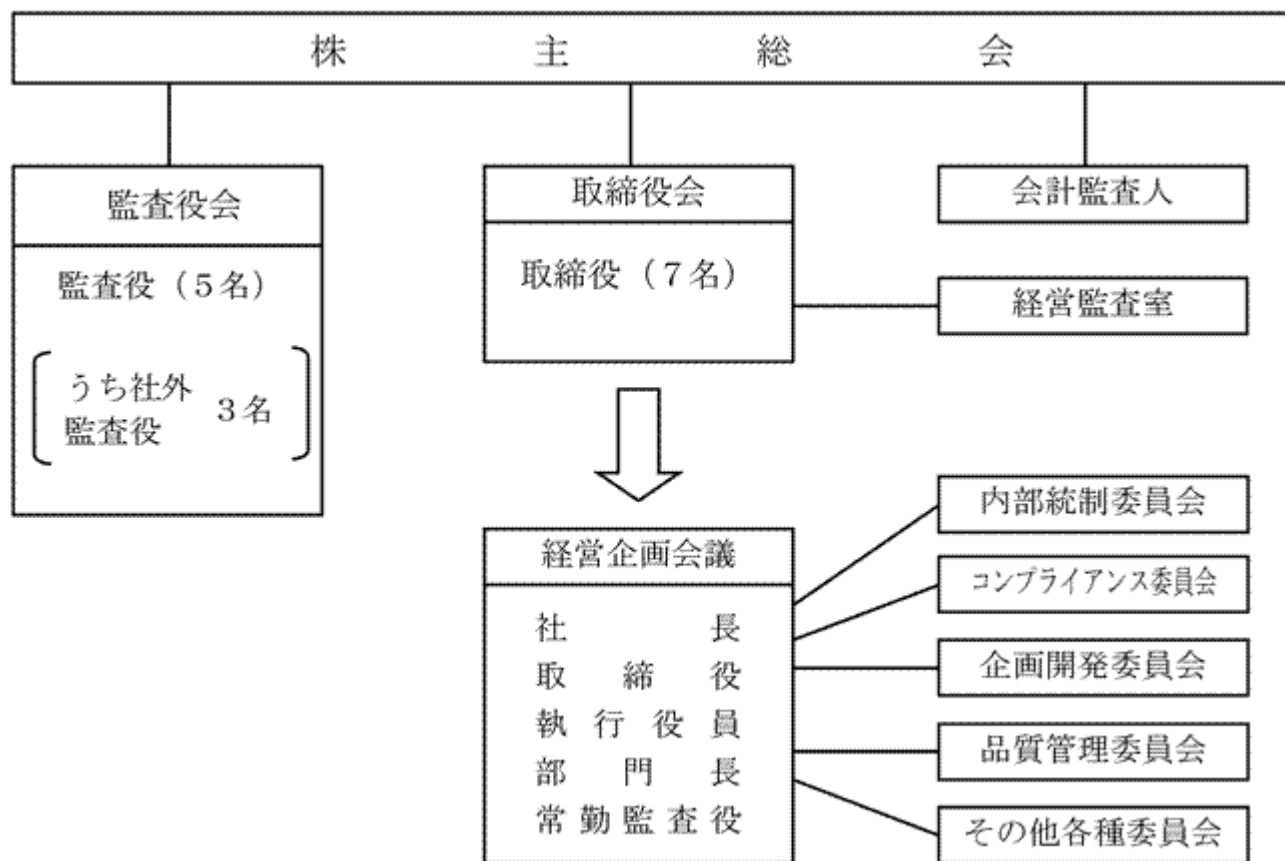 株主総会
監査役会
監査役（５名）
うち社外
監査役
３名
取締役会
取締役（７名）
会計監査人
経営監査室
経営企画会議
社長
取締役
執行役員
部門長
常勤監査役
内部統制委員会
コンプライアンス委員会
企画開発委員会
品質管理委員会
その他各種委員会